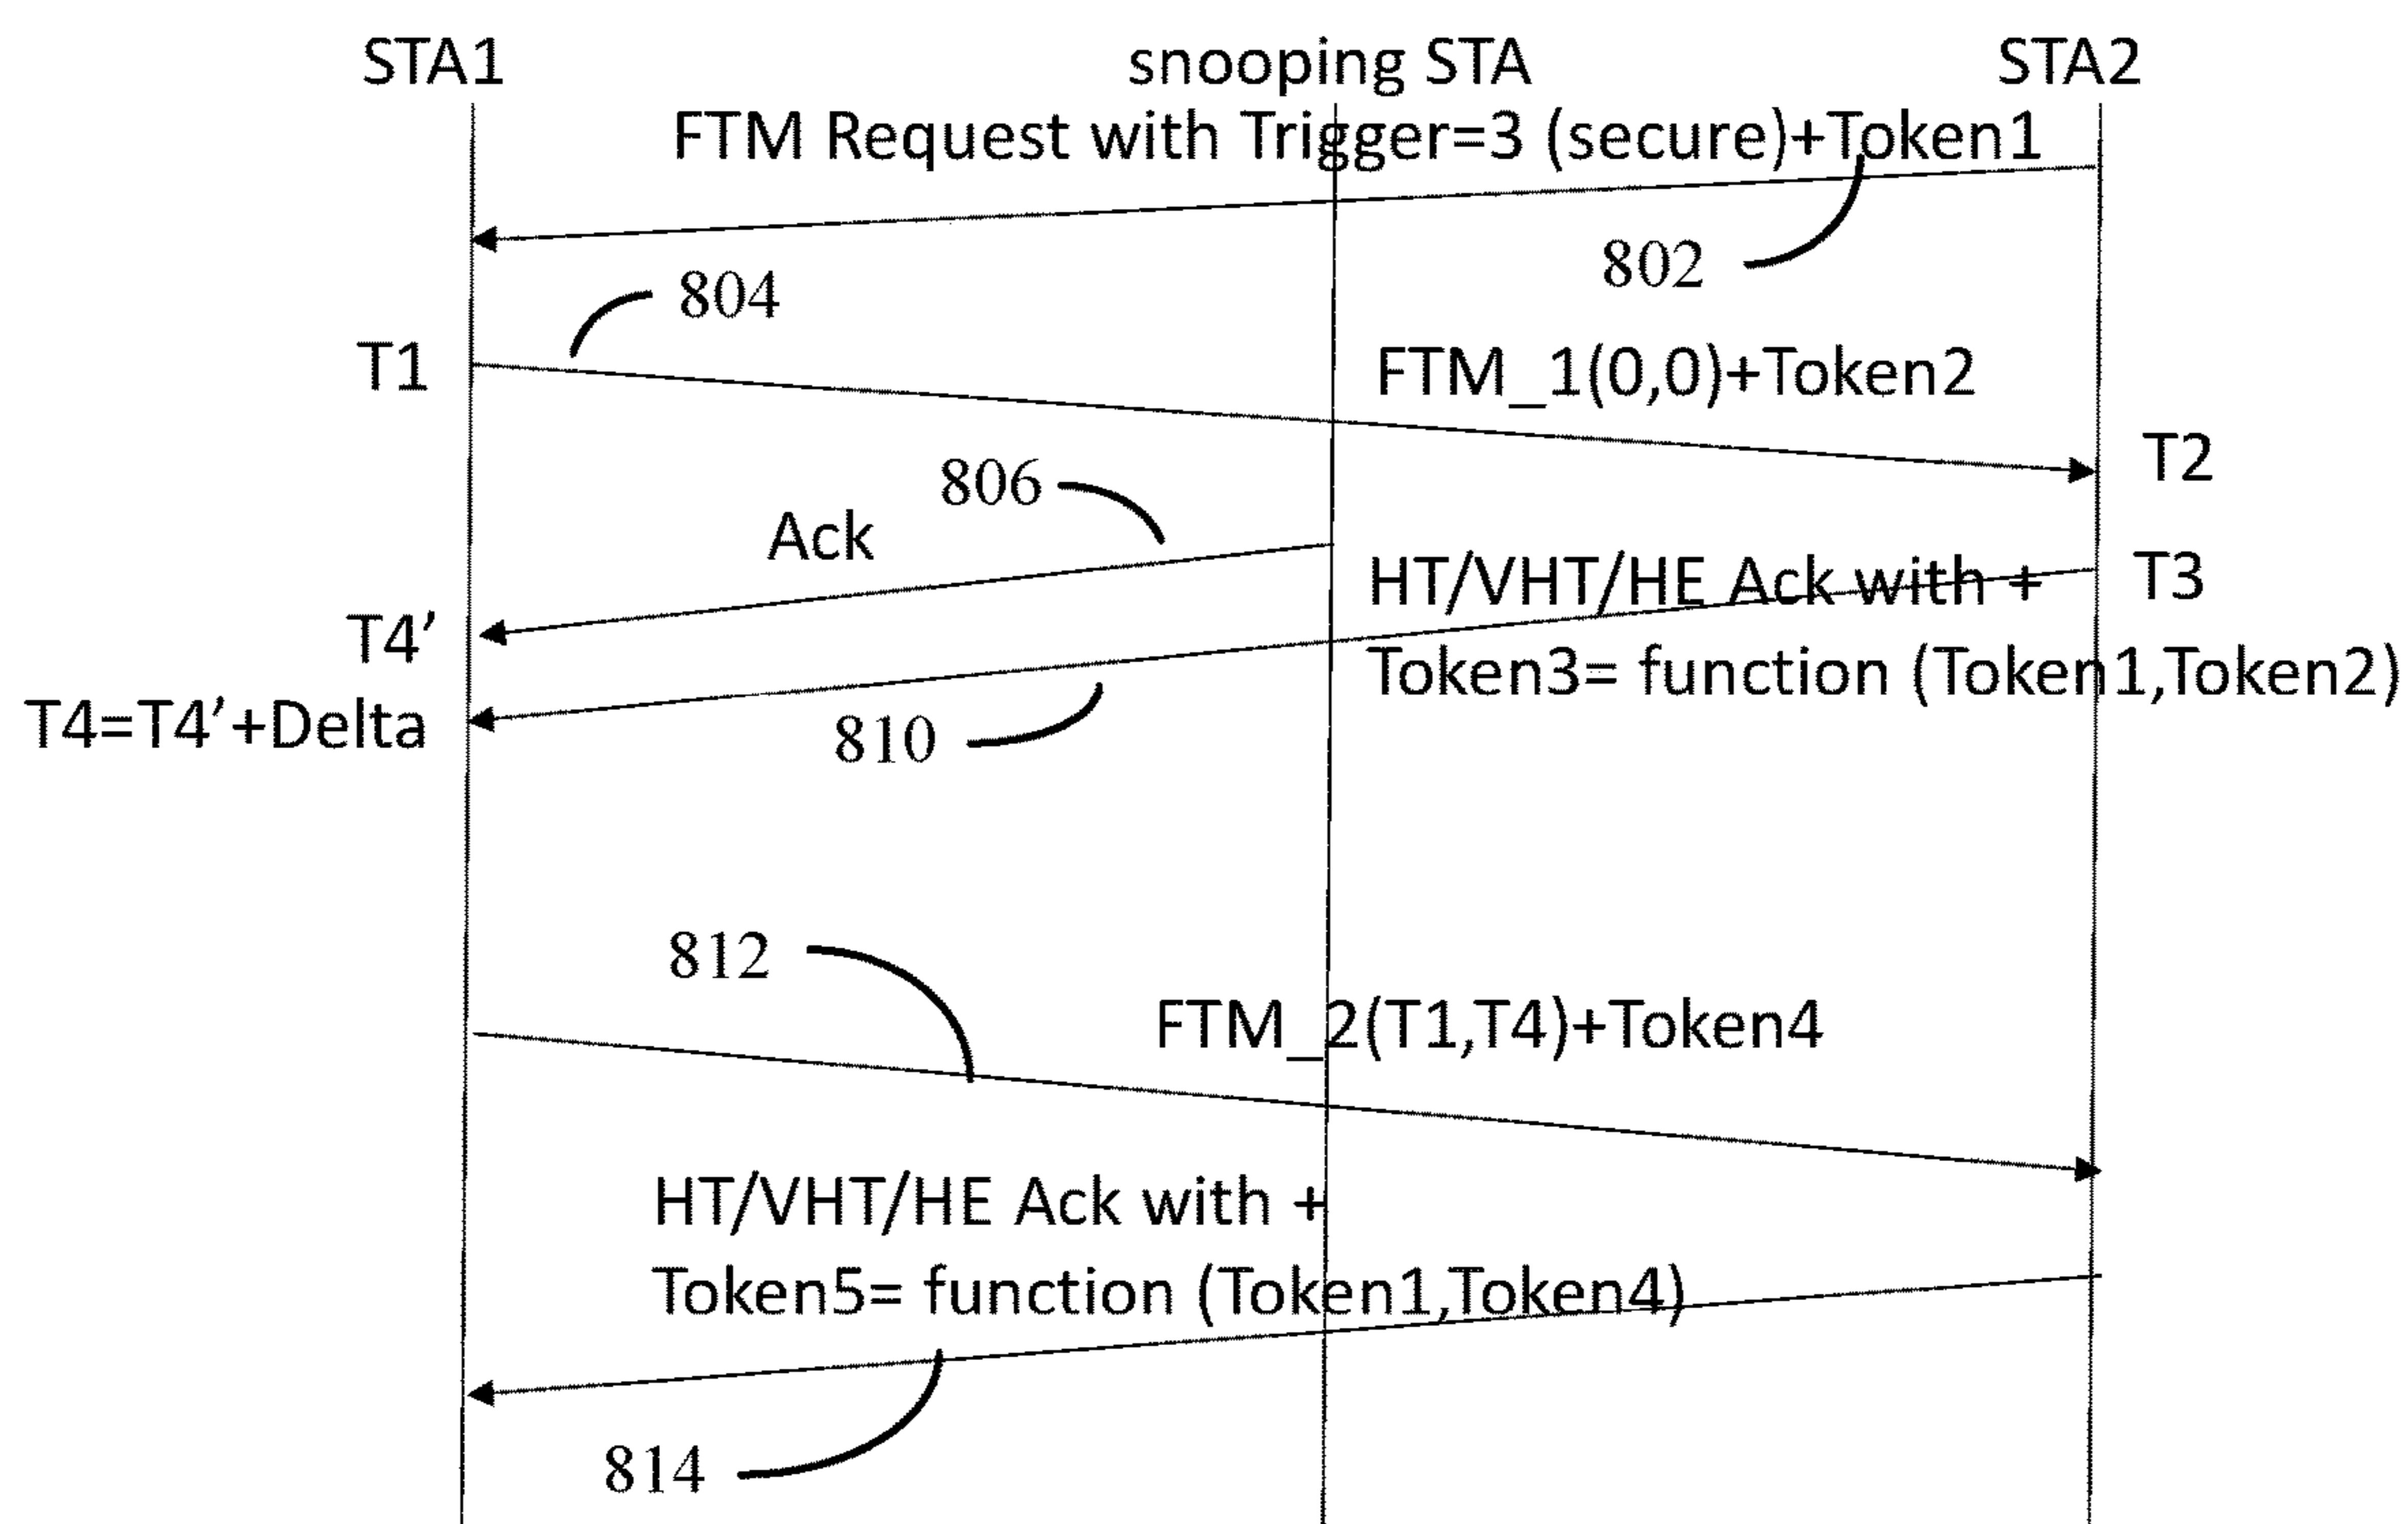 STA1 snooping STA STA2
FTM Request with Trigger=3 (secure)+Token1
802
804
T1
FTM_1(0,0)+Token2
T2
806
Ack
HT/VHT/HE Ack with +
T3
T4'
Token3= function (Token1,Token2)
T4=T4'+Delta
810
812
FTM_2(T1,T4)+Token4
HT/VHT/HE Ack with +
Token5= function (Token1,Token4)
814